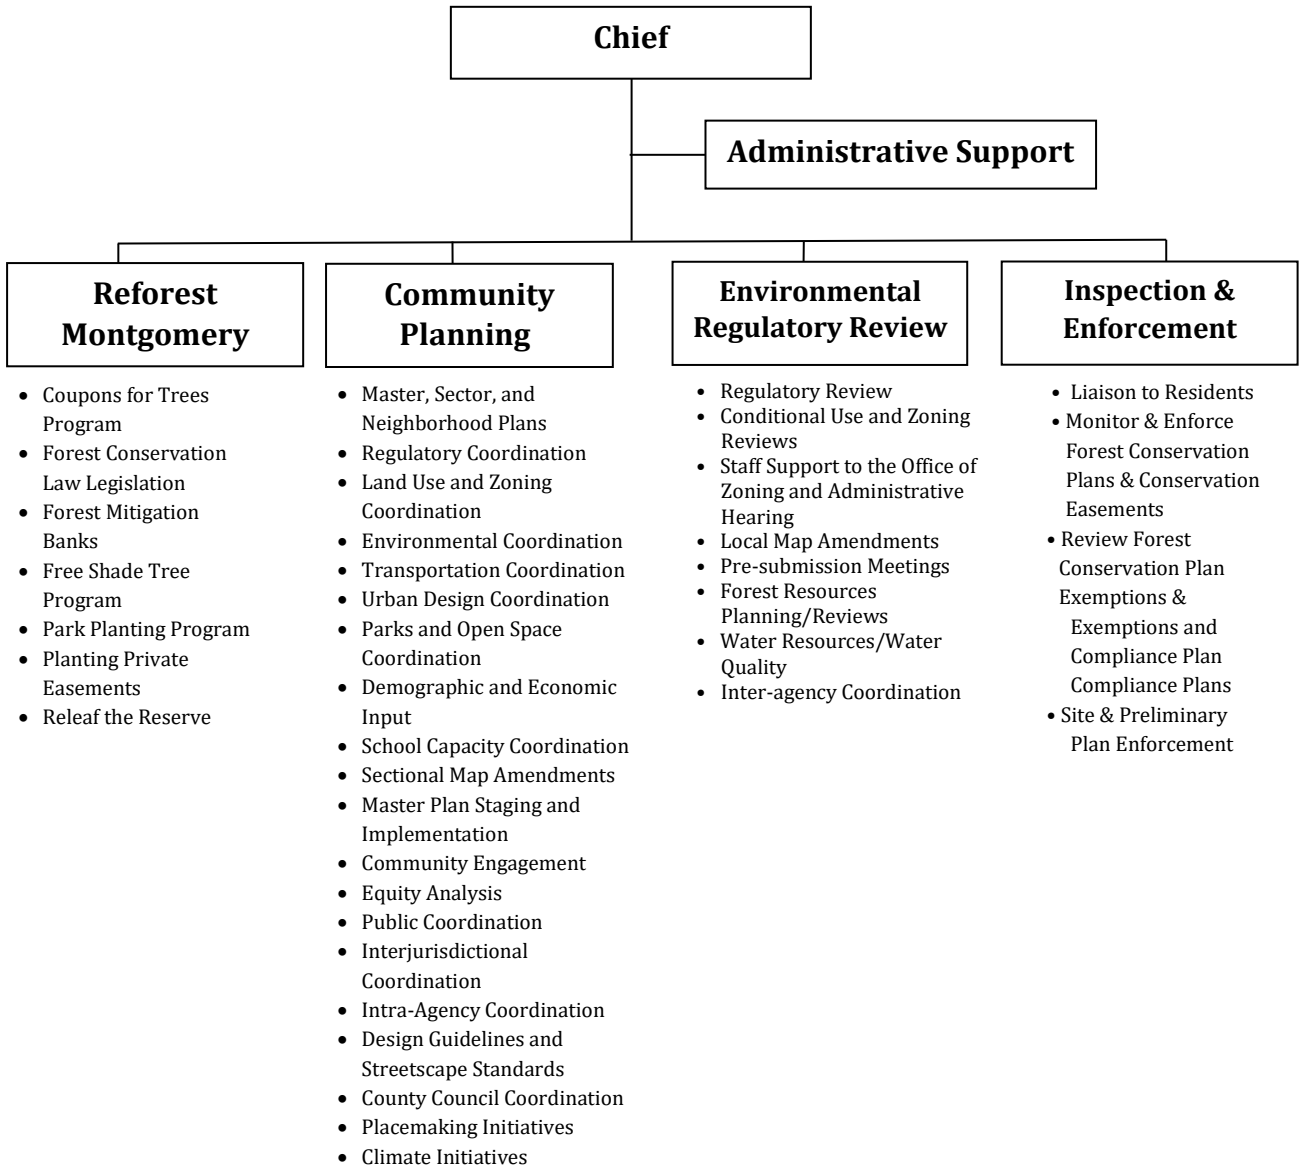 Chief
Administrative Support
Reforest
Montgomery
• Coupons for Trees
Program
• Forest Conservation
Law Legislation
• Forest Mitigation
Banks
• Free Shade Tree
Program
• Park Planting Program
• Planting Private
Easements
• Releaf the Reserve
Community
Planning
• Master, Sector, and
Neighborhood Plans
• Regulatory Coordination
• Land Use and Zoning
Coordination
• Environmental Coordination
• Transportation Coordination
• Urban Design Coordination
• Parks and Open Space
Coordination
• Demographic and Economic
Input
• School Capacity Coordination
• Sectional Map Amendments
• Master Plan Staging and
Implementation
• Community Engagement
• Equity Analysis
• Public Coordination
• Interjurisdictional
Coordination
• Intra-Agency Coordination
• Design Guidelines and
Streetscape Standards
• County Council Coordination
• Placemaking Initiatives
• Climate Initiatives
Environmental
Regulatory Review
• Regulatory Review
• Conditional Use and Zoning
Reviews
• Staff Support to the Office of
Zoning and Administrative
Hearing
• Local Map Amendments
• Pre-submission Meetings
• Forest Resources
Planning/Reviews
• Water Resources/Water
Quality
• Inter-agency Coordination
Inspection &
Enforcement
• Liaison to Residents
• Monitor & Enforce
Forest Conservation
Plans & Conservation
Easements
• Review Forest
Conservation Plan
Exemptions &
Exemptions and
Compliance Plan
Compliance Plans
• Site & Preliminary
Plan Enforcement